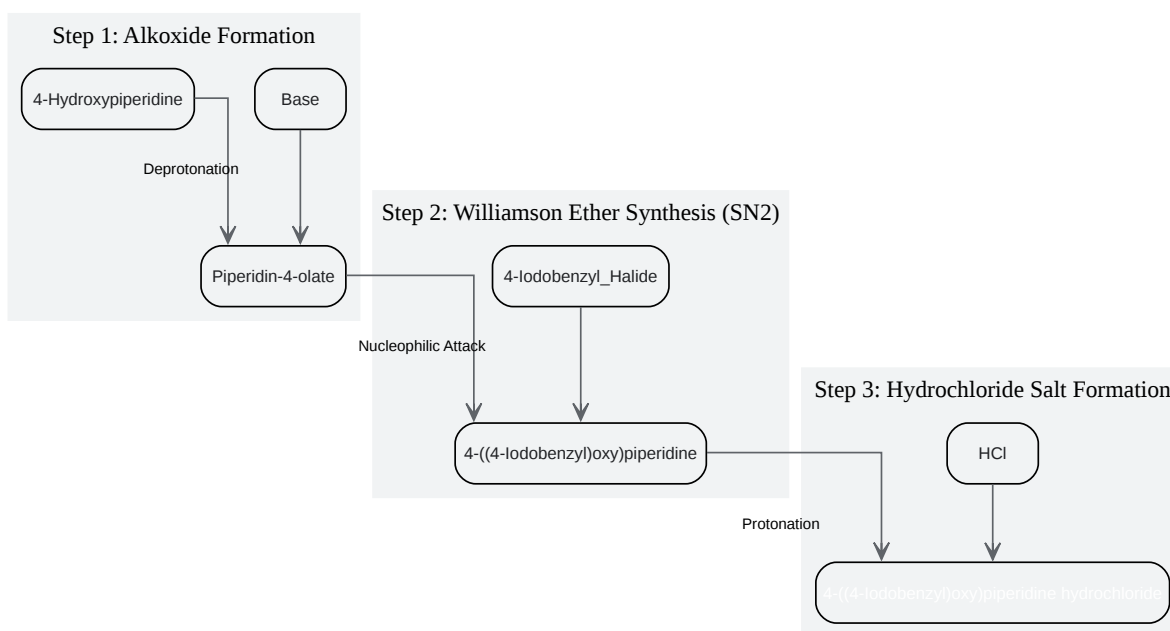 Step 1: Alkoxide Formation
4-Hydroxypiperidine
Base
Deprotonation
Piperidin-4-olate
Step 2: Williamson Ether Synthesis (SN2)
4-Iodobenzyl_Halide
Nucleophilic Attack
4-((4-Iodobenzyl)oxy)piperidine
Step 3: Hydrochloride Salt Formation
HCl
Protonation
4-((4-Iodobenzyl)oxy)piperidine hydrochloride